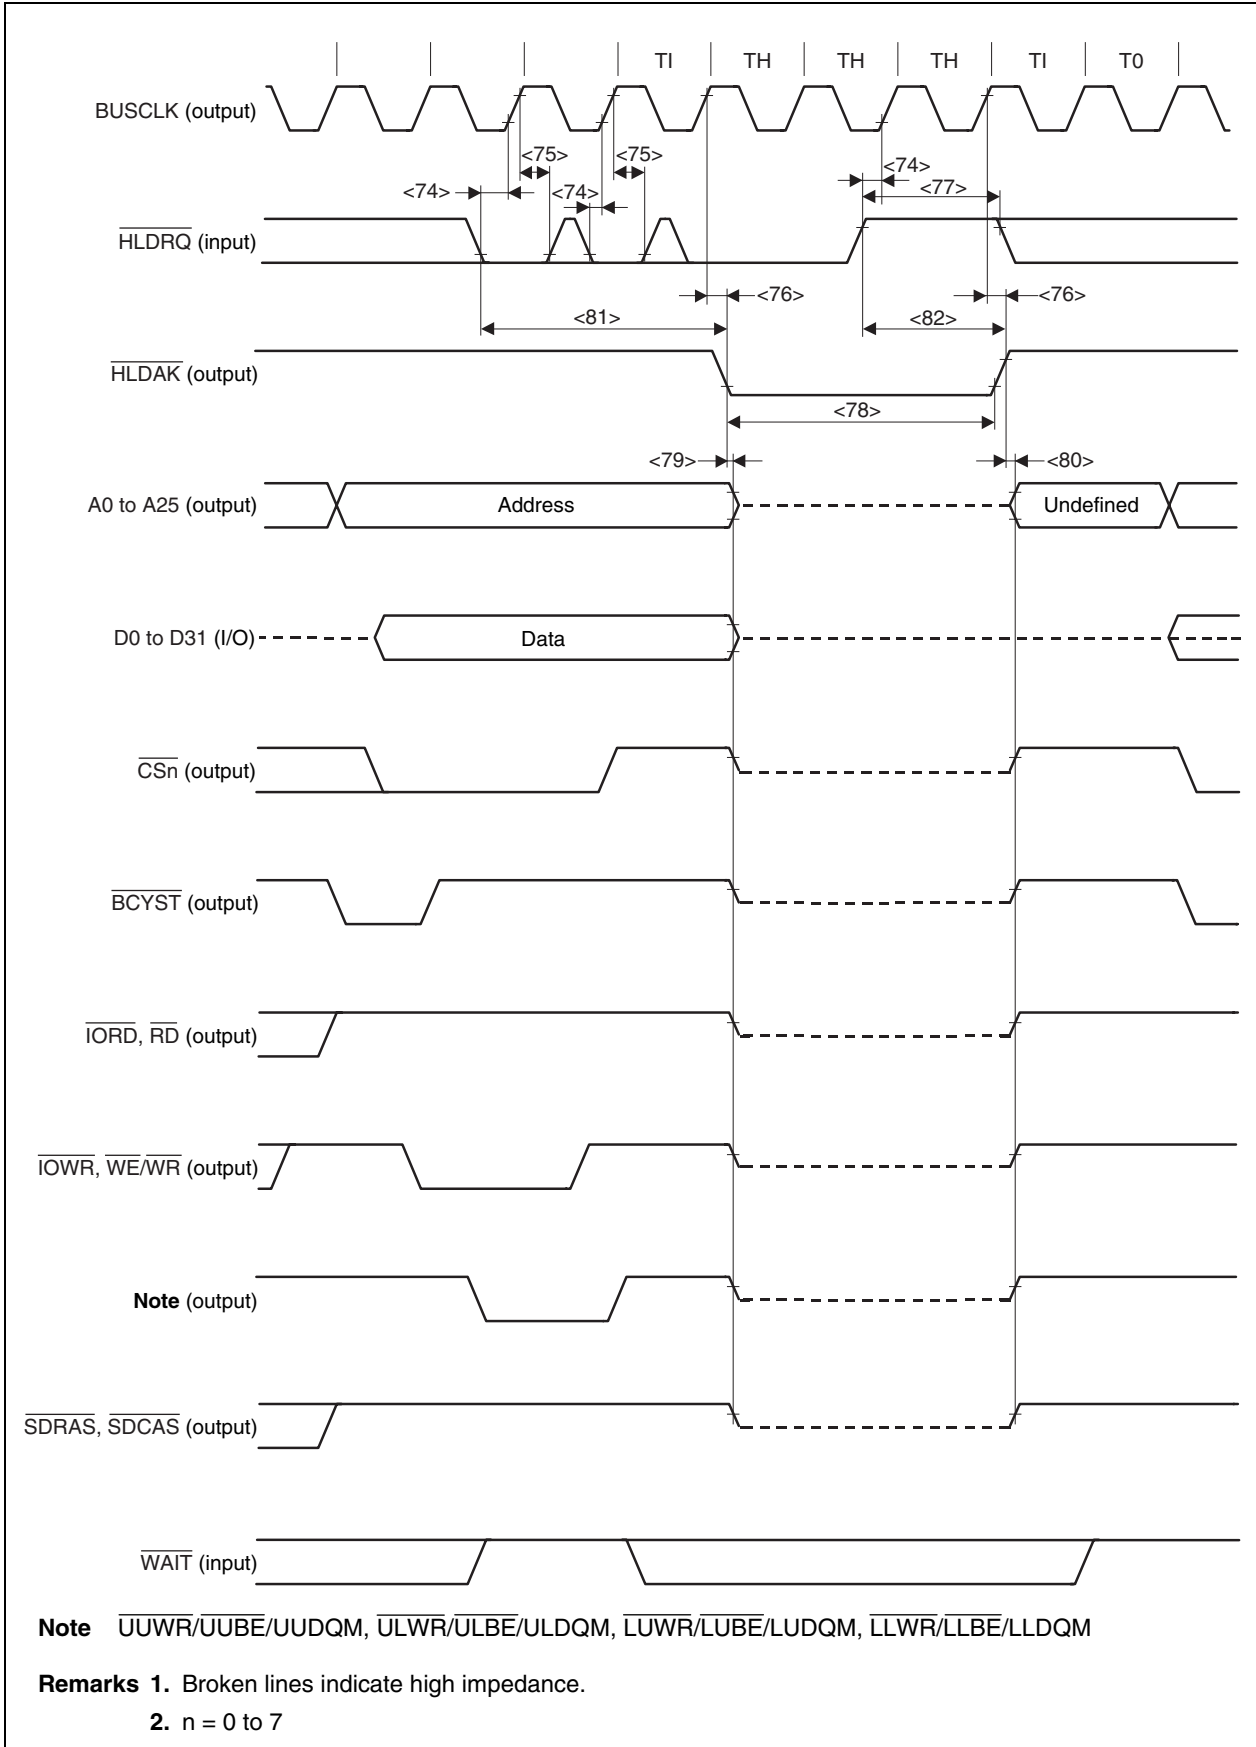 TI TH TH TH TI T0
BUSCLK (output)
<75> <75>
<74> <74> <74> <77>
HLDRQ (input)
<76> <76>
<81> <82>
HLDAK (output)
<78>
<79> <80>
A0 to A25 (output) Address Undefined
D0 to D31 (I/O) Data
CSn (output)
BCYST (output)
IORD, RD (output)
IOWR, WE/WR (output)
Note (output)
SDRAS, SDCAS (output)
WAIT (input)
Note UUWR/UUBE/UUDQM, ULWR/ULBE/ULDQM, LUWR/LUBE/LUDQM, LLWR/LLBE/LLDQM
Remarks 1. Broken lines indicate high impedance.
2. n = 0 to 7